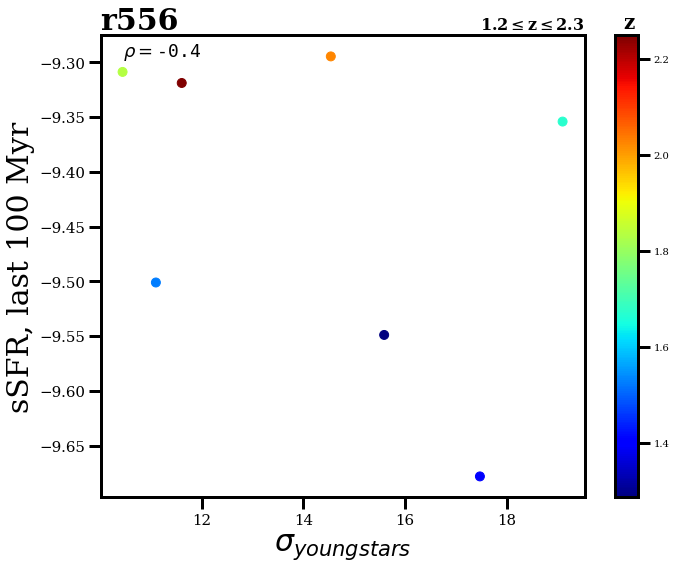 r556
1.2 ≤ z ≤ 2.3
z
ρ = -0.4
−9.30
−9.35
−9.40
−9.45
−9.50
−9.55
−9.60
−9.65
sSFR, last 100 Myr
12 14 16 18
σyoungstars
2.2
2.0
1.8
1.6
1.4